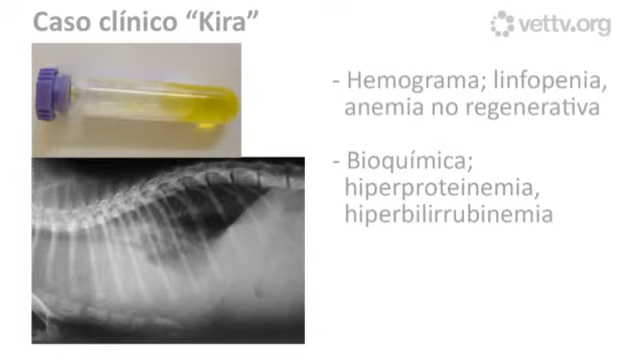 Caso clínico “Kira”
vettv.org
- Hemograma; linfopenia,
anemia no regenerativa
- Bioquímica;
hiperproteinemia,
hiperbilirrubinemia